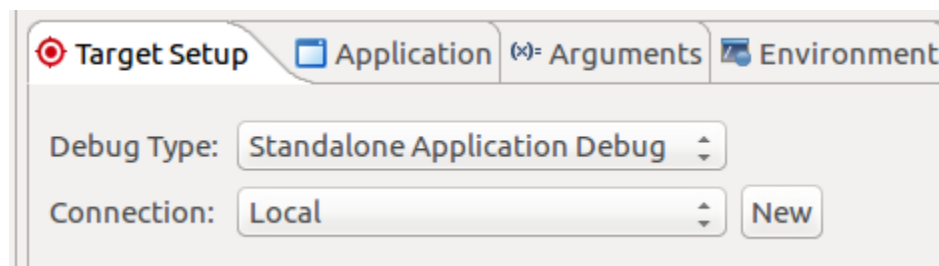 Target Setup Application (x)= Arguments Environment
Debug Type: Standalone Application Debug
Connection: Local New